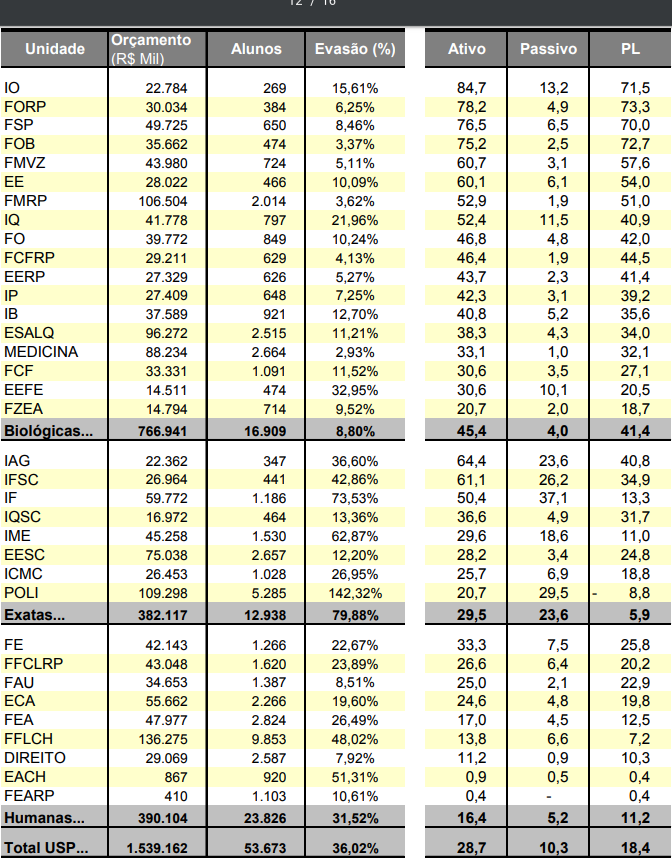 12 / 16
Unidade Orçamento (R$ Mil) Alunos Evasão (%) Ativo Passivo PL
IO 22.784 269 15,61% 84,7 13,2 71,5
FORP 30.034 384 6,25% 78,2 4,9 73,3
FSP 49.725 650 8,46% 76,5 6,5 70,0
FOB 35.662 474 3,37% 75,2 2,5 72,7
FMVZ 43.980 724 5,11% 60,7 3,1 57,6
EE 28.022 466 10,09% 60,1 6,1 54,0
FMRP 106.504 2.014 3,62% 52,9 1,9 51,0
IQ 41.778 797 21,96% 52,4 11,5 40,9
FO 39.772 849 10,24% 46,8 4,8 42,0
FCFRP 29.211 629 4,13% 46,4 1,9 44,5
EERP 27.329 626 5,27% 43,7 2,3 41,4
IP 27.409 648 7,25% 42,3 3,1 39,2
IB 37.589 921 12,70% 40,8 5,2 35,6
ESALQ 96.272 2.515 11,21% 38,3 4,3 34,0
MEDICINA 88.234 2.664 2,93% 33,1 1,0 32,1
FCF 33.331 1.091 11,52% 30,6 3,5 27,1
EEFE 14.511 474 32,95% 30,6 10,1 20,5
FZEA 14.794 714 9,52% 20,7 2,0 18,7
Biológicas... 766.941 16.909 8,80% 45,4 4,0 41,4
IAG 22.362 347 36,60% 64,4 23,6 40,8
IFSC 26.964 441 42,86% 61,1 26,2 34,9
IF 59.772 1.186 73,53% 50,4 37,1 13,3
IQSC 16.972 464 13,36% 36,6 4,9 31,7
IME 45.258 1.530 62,87% 29,6 18,6 11,0
EESC 75.038 2.657 12,20% 28,2 3,4 24,8
ICMC 26.453 1.028 26,95% 25,7 6,9 18,8
POLI 109.298 5.285 142,32% 20,7 29,5 - 8,8
Exatas... 382.117 12.938 79,88% 29,5 23,6 5,9
FE 42.143 1.266 22,67% 33,3 7,5 25,8
FFCLRP 43.048 1.620 23,89% 26,6 6,4 20,2
FAU 34.653 1.387 8,51% 25,0 2,1 22,9
ECA 55.662 2.266 19,60% 24,6 4,8 19,8
FEA 47.977 2.824 26,49% 17,0 4,5 12,5
FFLCH 136.275 9.853 48,02% 13,8 6,6 7,2
DIREITO 29.069 2.587 7,92% 11,2 0,9 10,3
EACH 867 920 51,31% 0,9 0,5 0,4
FEARP 410 1.103 10,61% 0,4 - 0,4
Humanas... 390.104 23.826 31,52% 16,4 5,2 11,2
Total USP... 1.539.162 53.673 36,02% 28,7 10,3 18,4